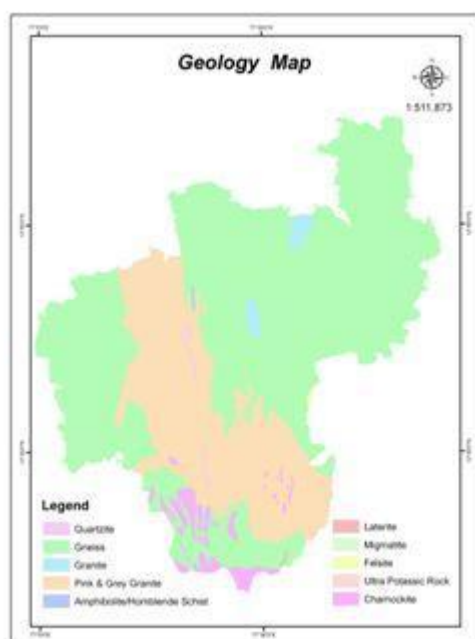 Geology Map
1:511,873
Legend
Quartzite
Gneiss
Granite
Pink & Grey Granite
Amphibolite/Hornblende Schist
Laterite
Migmatite
Felsite
Ultra Potassic Rock
Charnockite